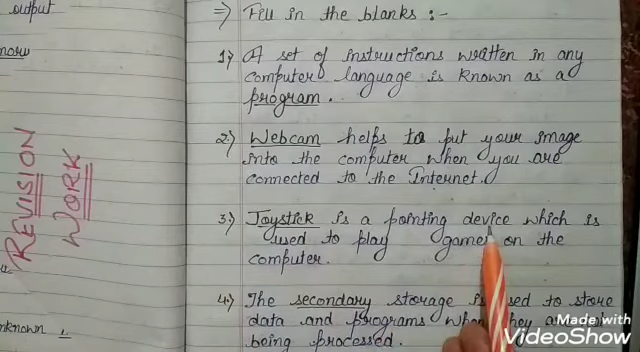 output
=> Fill in the blanks :-
1) A set of instructions written in any
computer language is known as a
program.
2) Webcam helps to put your image
into the computer when you are
connected to the Internet.
3) Joystick is a pointing device which is
used to play games on the
computer.
4) The secondary storage is used to store
data and programs when they are
being processed.
REVISION
WORK
Made with
VideoShow